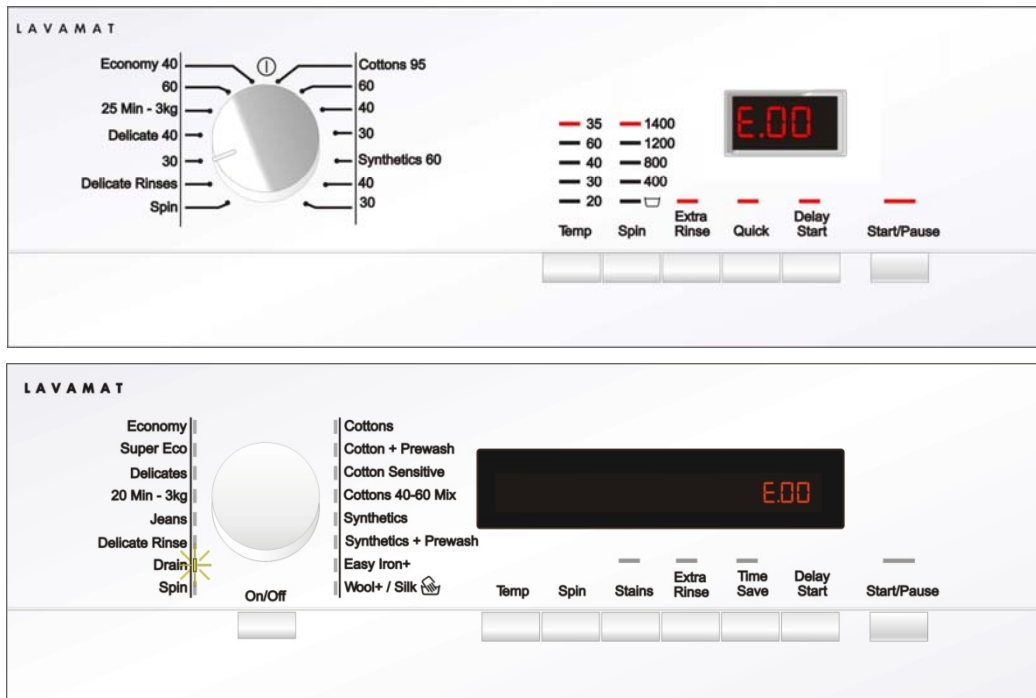 LAVAMAT
Economy 40
60
25 Min - 3kg
Delicate 40
30
Delicate Rinses
Spin
Cottons 95
60
40
30
Synthetics 60
40
30
35 1400
60 1200
40 800
30 400
20
Temp Spin Extra Rinse Quick Delay Start Start/Pause
E.00
LAVAMAT
Economy
Super Eco
Delicates
20 Min - 3kg
Jeans
Delicate Rinse
Drain
Spin
On/Off
Cottons
Cotton + Prewash
Cotton Sensitive
Cottons 40-60 Mix
Synthetics
Synthetics + Prewash
Easy Iron+
Wool+ / Silk
E.00
Temp Spin Stains Extra Rinse Time Save Delay Start Start/Pause